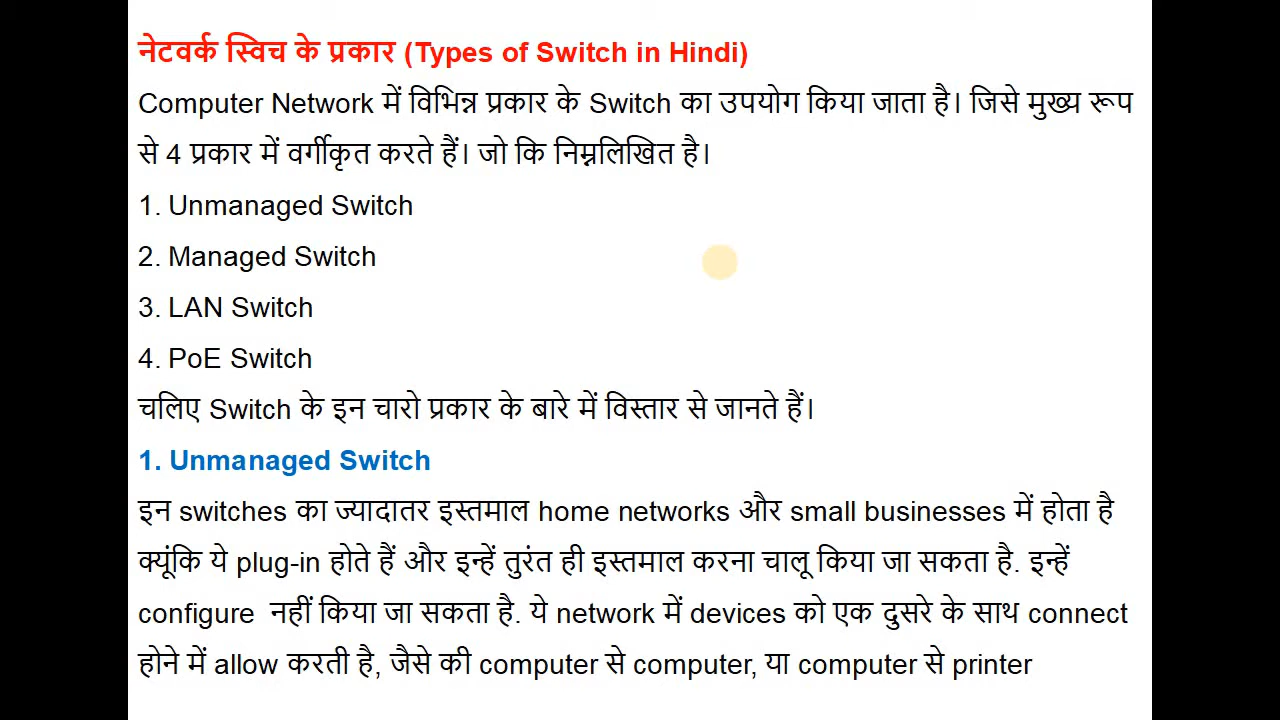 नेटवर्क स्विच के प्रकार (Types of Switch in Hindi)
Computer Network में विभिन्न प्रकार के Switch का उपयोग किया जाता है। जिसे मुख्य रूप
से 4 प्रकार में वर्गीकृत करते हैं। जो कि निम्नलिखित है।
1. Unmanaged Switch
2. Managed Switch
3. LAN Switch
4. PoE Switch
चलिए Switch के इन चारो प्रकार के बारे में विस्तार से जानते हैं।
1. Unmanaged Switch
इन switches का ज्यादातर इस्तमाल home networks और small businesses में होता है
क्यूंकि ये plug-in होते हैं और इन्हें तुरंत ही इस्तमाल करना चालू किया जा सकता है. इन्हें
configure  नहीं किया जा सकता है. ये network में devices को एक दुसरे के साथ connect
होने में allow करती है, जैसे की computer से computer, या computer से printer